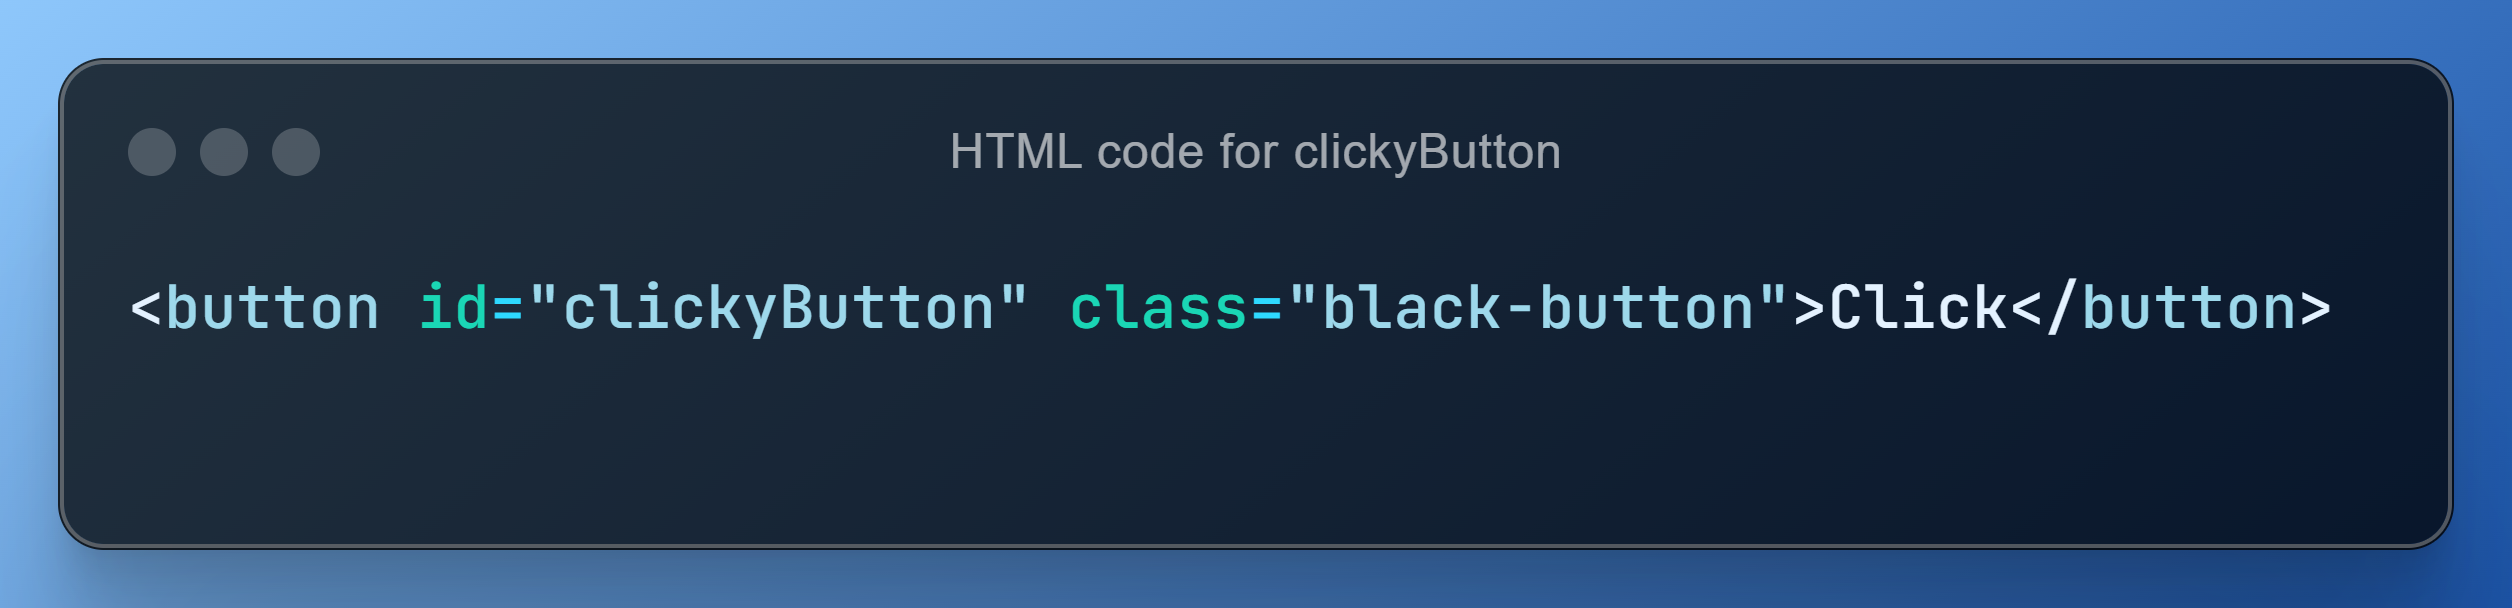 HTML code for clickyButton
<button id="clickyButton" class="black-button">Click</button>